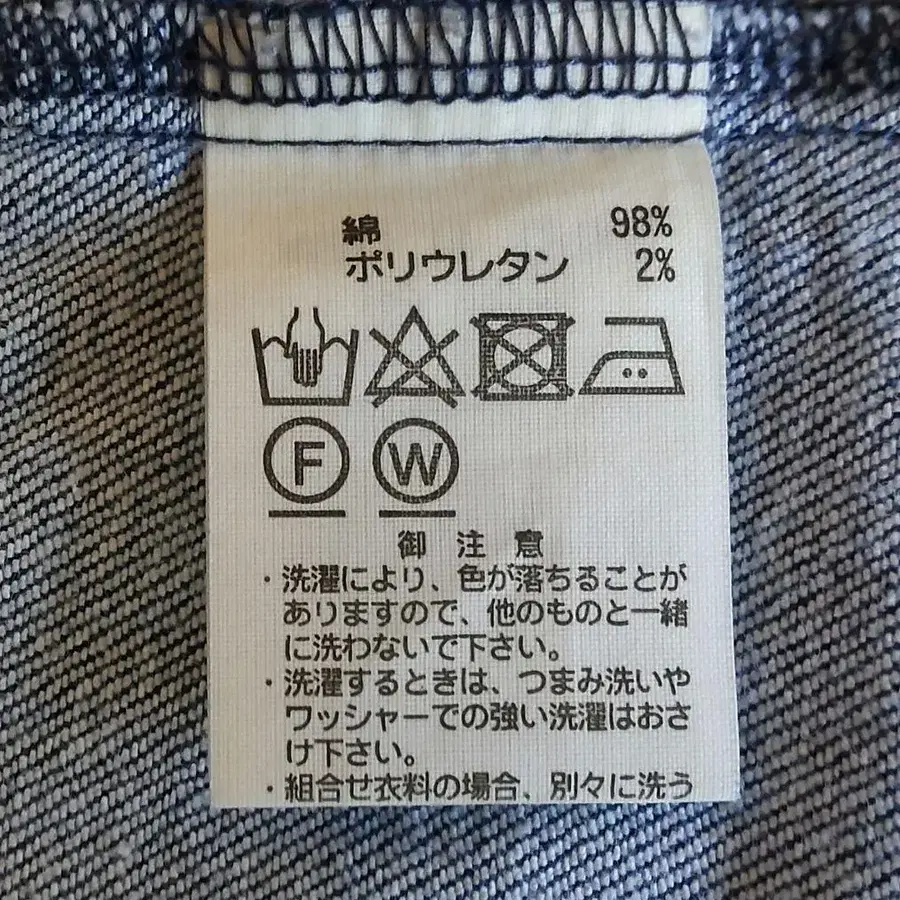 綿 98%
ポリウレタン 2%
F W
御注意
・洗濯により、色が落ちることが
ありますので、他のものと一緒
に洗わないで下さい。
・洗濯するときは、つまみ洗いや
ワッシャーでの強い洗濯はおさ
け下さい。
・組合せ衣料の場合、別々に洗う